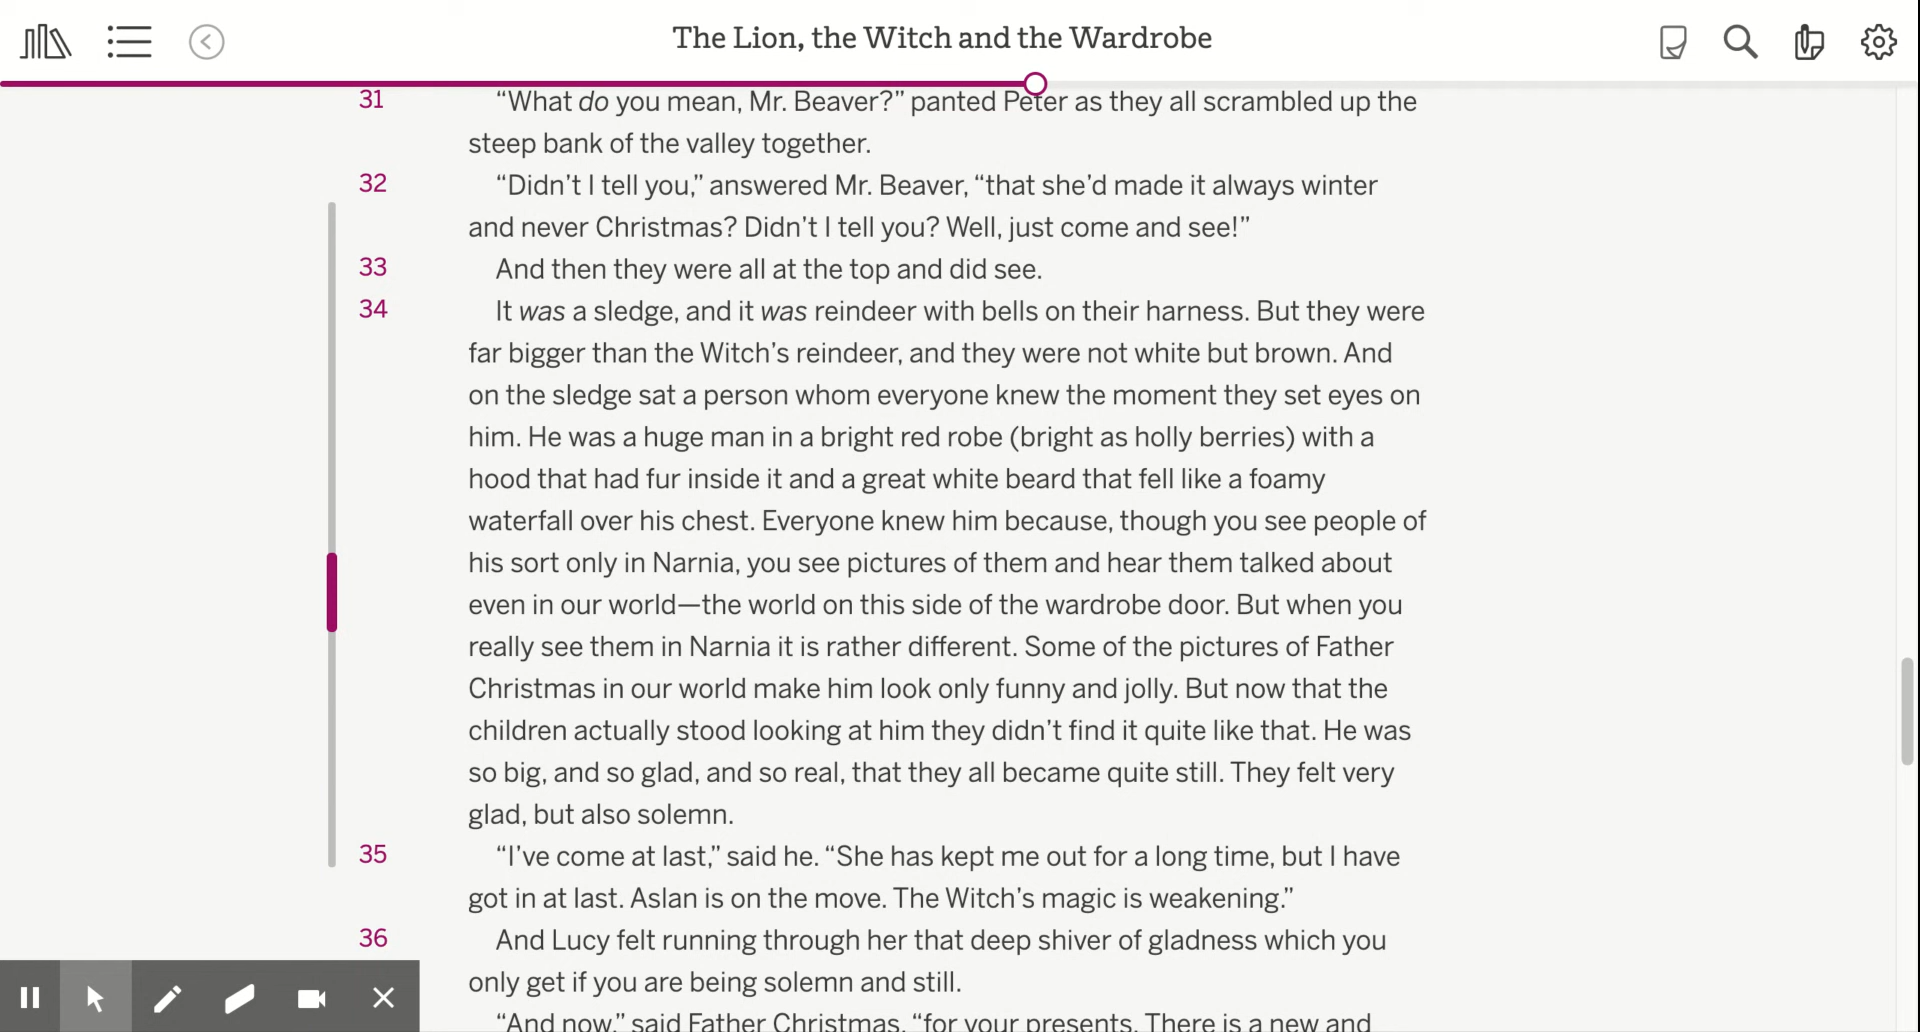 The Lion, the Witch and the Wardrobe
31 “What do you mean, Mr. Beaver?” panted Peter as they all scrambled up the
steep bank of the valley together.
32 “Didn’t I tell you,” answered Mr. Beaver, “that she’d made it always winter
and never Christmas? Didn’t I tell you? Well, just come and see!”
33 And then they were all at the top and did see.
34 It was a sledge, and it was reindeer with bells on their harness. But they were
far bigger than the Witch’s reindeer, and they were not white but brown. And
on the sledge sat a person whom everyone knew the moment they set eyes on
him. He was a huge man in a bright red robe (bright as holly berries) with a
hood that had fur inside it and a great white beard that fell like a foamy
waterfall over his chest. Everyone knew him because, though you see people of
his sort only in Narnia, you see pictures of them and hear them talked about
even in our world—the world on this side of the wardrobe door. But when you
really see them in Narnia it is rather different. Some of the pictures of Father
Christmas in our world make him look only funny and jolly. But now that the
children actually stood looking at him they didn’t find it quite like that. He was
so big, and so glad, and so real, that they all became quite still. They felt very
glad, but also solemn.
35 “I’ve come at last,” said he. “She has kept me out for a long time, but I have
got in at last. Aslan is on the move. The Witch’s magic is weakening.”
36 And Lucy felt running through her that deep shiver of gladness which you
only get if you are being solemn and still.
“And now,” said Father Christmas, “for your presents. There is a new and